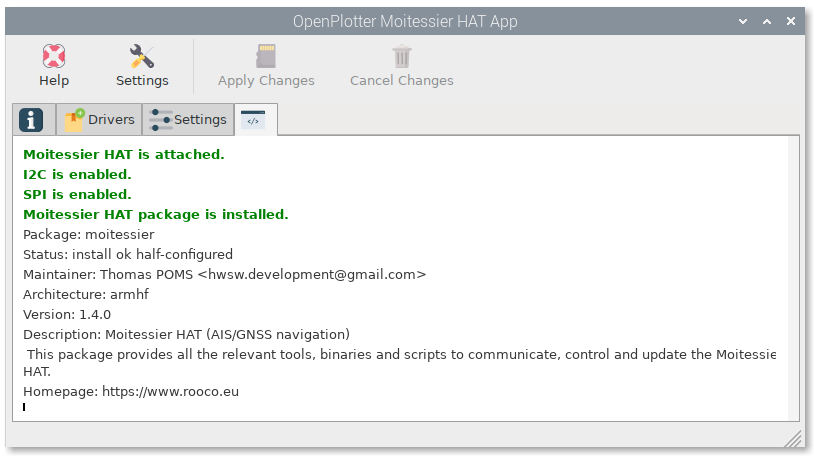 OpenPlotter Moitessier HAT App
Help
Settings
Apply Changes
Cancel Changes
Drivers
Settings
Moitessier HAT is attached.
I2C is enabled.
SPI is enabled.
Moitessier HAT package is installed.
Package: moitessier
Status: install ok half-configured
Maintainer: Thomas POMS <hwsw.development@gmail.com>
Architecture: armhf
Version: 1.4.0
Description: Moitessier HAT (AIS/GNSS navigation)
This package provides all the relevant tools, binaries and scripts to communicate, control and update the Moitessie
HAT.
Homepage: https://www.rooco.eu